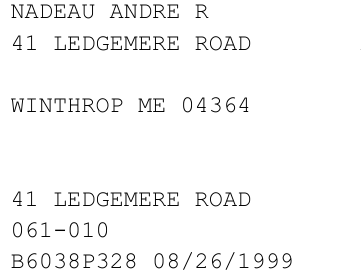 NADEAU ANDRE R
41 LEDGEMERE ROAD
WINTHROP ME 04364
41 LEDGEMERE ROAD
061-010
B6038P328 08/26/1999